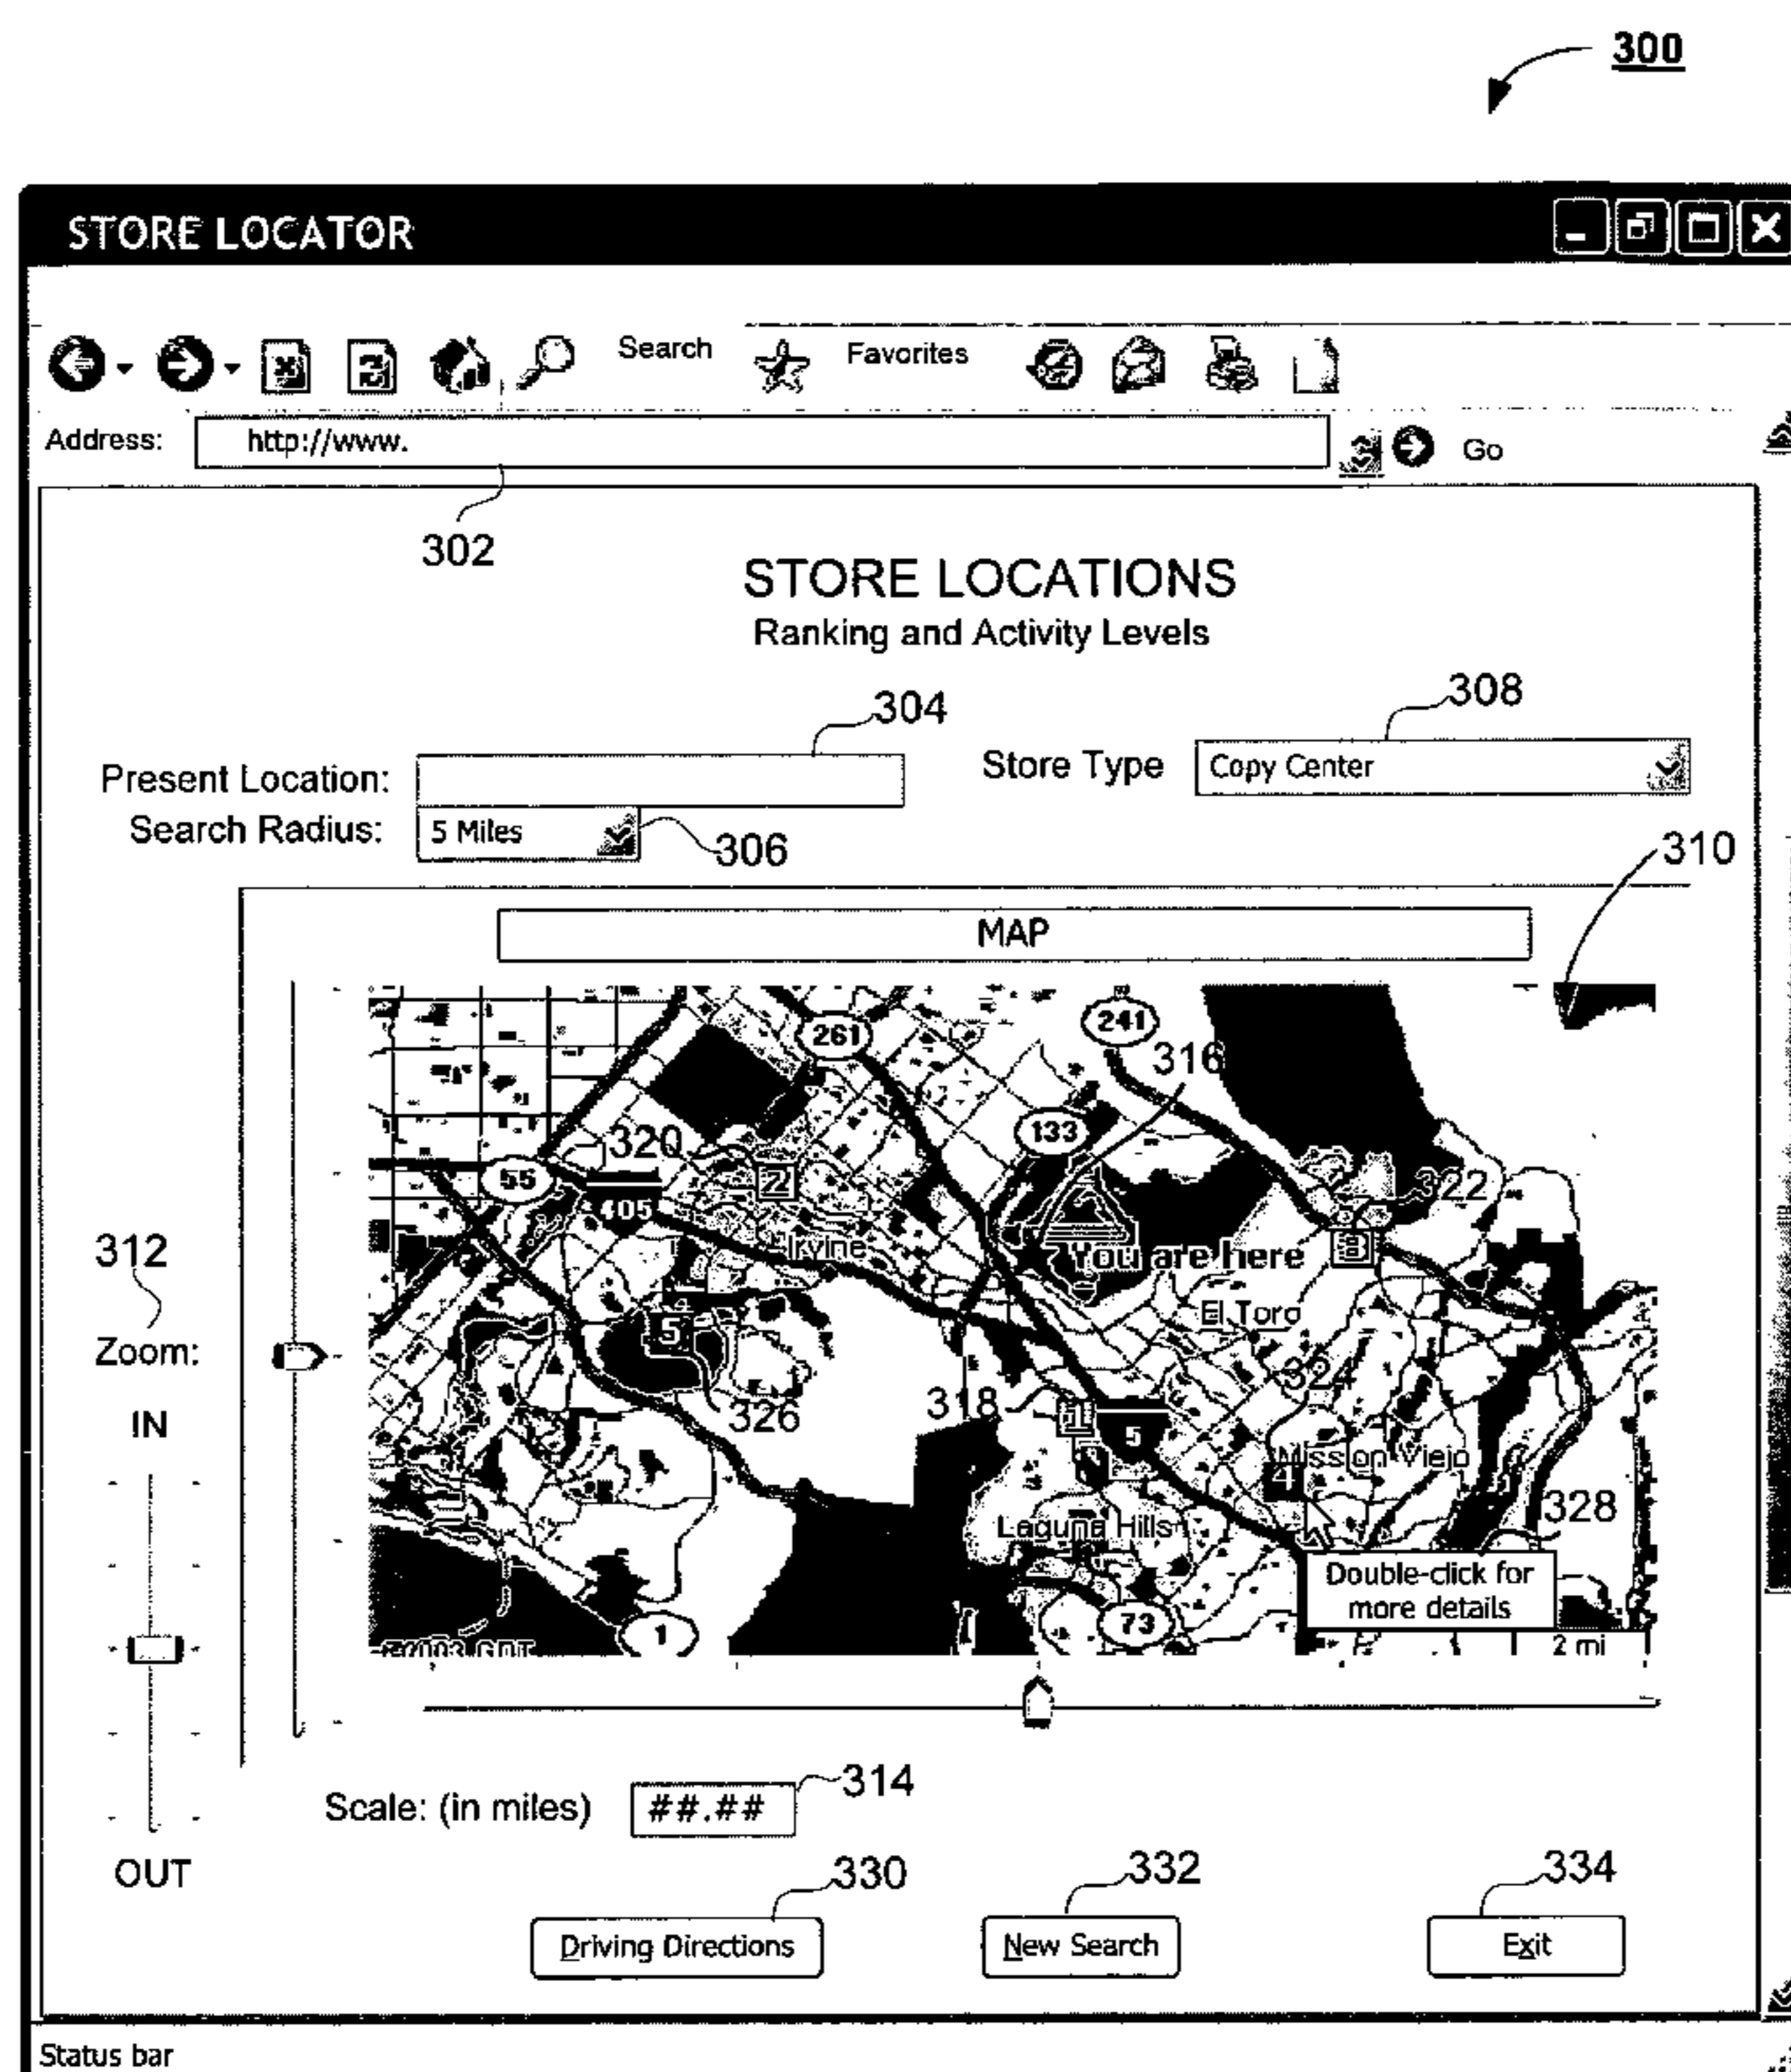 300
STORE LOCATOR
Search
Favorites
Address:
http://www.
Go
302
STORE LOCATIONS
Ranking and Activity Levels
304
308
Present Location:
Store Type
Copy Center
Search Radius:
5 Miles
306
310
MAP
261
241
316
133
320
55
2
322
405
312
Irvine
You are here
3
El Toro
Zoom:
5
324
318
326
IN
1
5
Mission Viejo
4
328
Laguna Hills
Double-click for
more details
1
73
2 mi
314
Scale: (in miles)
##.##
OUT
330
332
334
Driving Directions
New Search
Exit
Status bar